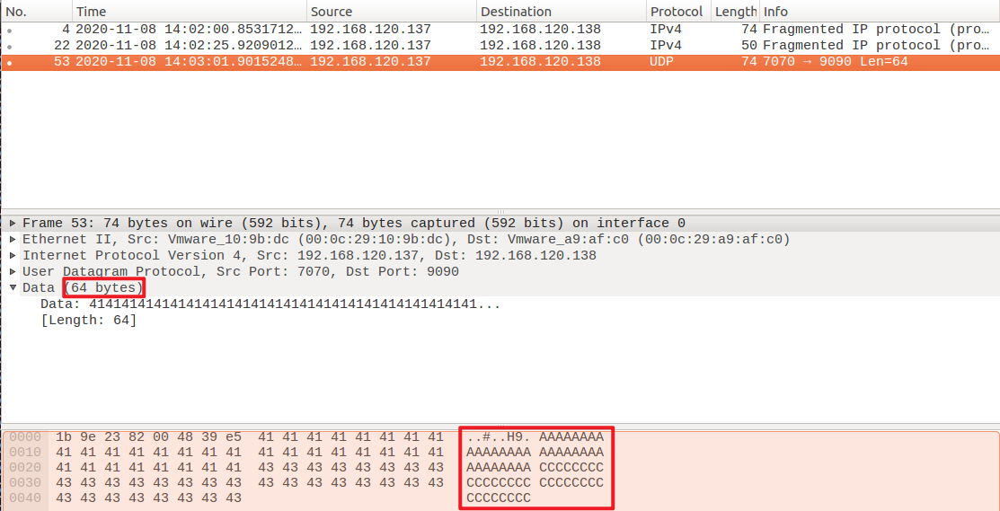 No. Time Source Destination Protocol Length Info
4 2020-11-08 14:02:00.8531712… 192.168.120.137 192.168.120.138 IPv4 74 Fragmented IP protocol (pro…
22 2020-11-08 14:02:25.9209012… 192.168.120.137 192.168.120.138 IPv4 50 Fragmented IP protocol (pro…
53 2020-11-08 14:03:01.9015248… 192.168.120.137 192.168.120.138 UDP 74 7070 → 9090 Len=64
Frame 53: 74 bytes on wire (592 bits), 74 bytes captured (592 bits) on interface 0
Ethernet II, Src: Vmware_10:9b:dc (00:0c:29:10:9b:dc), Dst: Vmware_a9:af:c0 (00:0c:29:a9:af:c0)
Internet Protocol Version 4, Src: 192.168.120.137, Dst: 192.168.120.138
User Datagram Protocol, Src Port: 7070, Dst Port: 9090
Data (64 bytes)
Data: 414141414141414141414141414141414141414141414141...
[Length: 64]
0000 1b 9e 23 82 00 48 39 e5 41 41 41 41 41 41 41 41 ..#..H9. AAAAAAAA
0010 41 41 41 41 41 41 41 41 41 41 41 41 41 41 41 41 AAAAAAAA AAAAAAAA
0020 41 41 41 41 41 41 41 41 43 43 43 43 43 43 43 43 AAAAAAAA CCCCCCCC
0030 43 43 43 43 43 43 43 43 43 43 43 43 43 43 43 43 CCCCCCCC CCCCCCCC
0040 43 43 43 43 43 43 43 43 CCCCCCCC